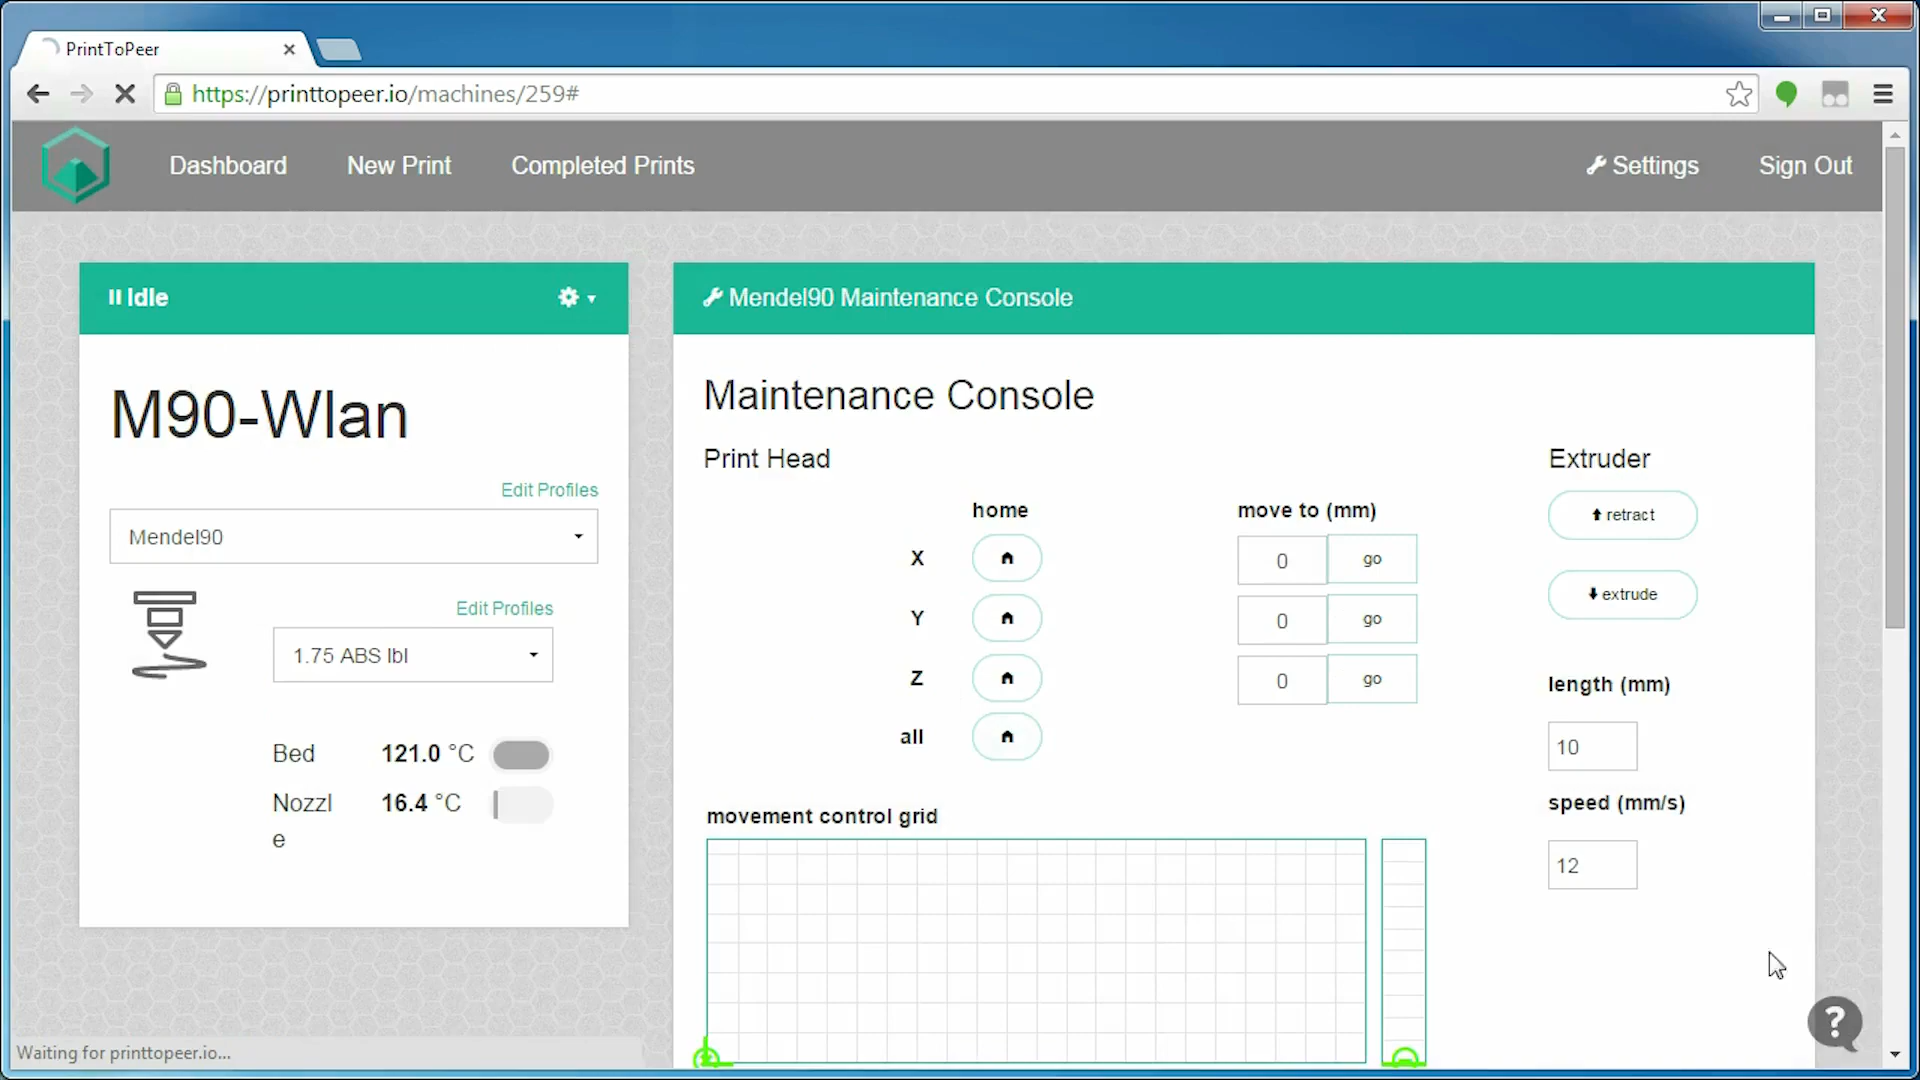 PrintToPeer
https://printtopeer.io/machines/259#
Dashboard New Print Completed Prints Settings Sign Out
Idle
Mendel90 Maintenance Console
M90-Wlan
Edit Profiles
Mendel90
Edit Profiles
1.75 ABS lbl
Bed 121.0 °C
Nozzl
e
16.4 °C
Maintenance Console
Print Head
home move to (mm)
X 0 go
Y 0 go
Z 0 go
all
Extruder
retract
extrude
length (mm)
10
speed (mm/s)
12
movement control grid
?
Waiting for printtopeer.io...